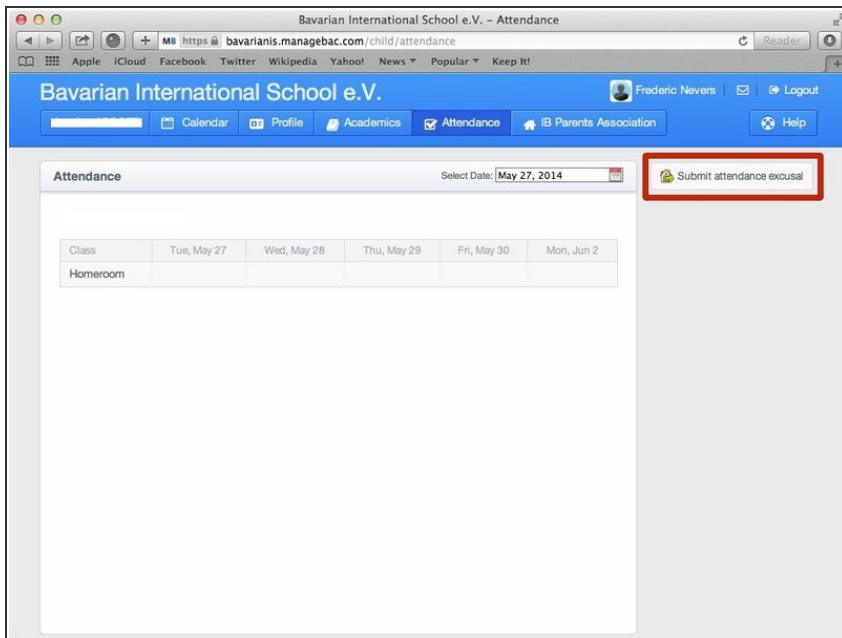 Bavarian International School e.V. – Attendance
MB https bavarianis.managebac.com/child/attendance
Reader
Apple iCloud Facebook Twitter Wikipedia Yahoo! News Popular Keep It!
Bavarian International School e.V.
Frederic Nevers
Logout
Calendar
Profile
Academics
Attendance
IB Parents Association
Help
Attendance
Select Date: May 27, 2014
Submit attendance excusal
Class Tue, May 27 Wed, May 28 Thu, May 29 Fri, May 30 Mon, Jun 2
Homeroom